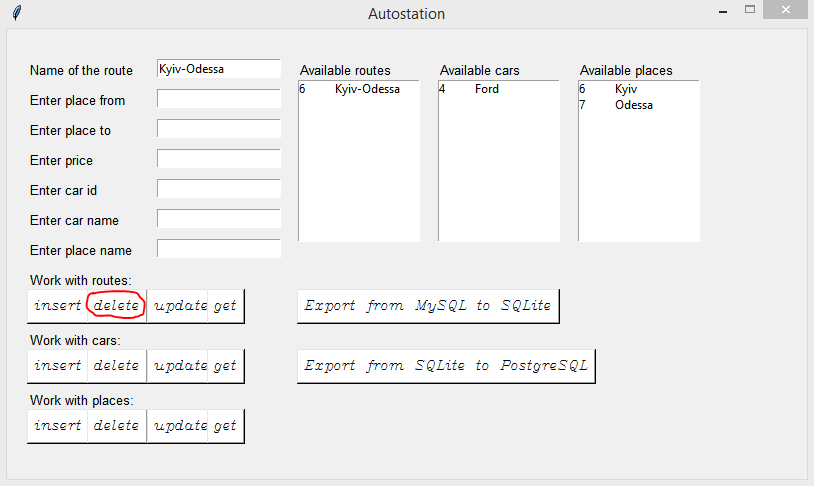 Autostation
Name of the route Kyiv-Odessa
Enter place from
Enter place to
Enter price
Enter car id
Enter car name
Enter place name
Available routes
6 Kyiv-Odessa
Available cars
4 Ford
Available places
6 Kyiv
7 Odessa
Work with routes:
insert delete update get
Export from MySQL to SQLite
Work with cars:
insert delete update get
Export from SQLite to PostgreSQL
Work with places:
insert delete update get